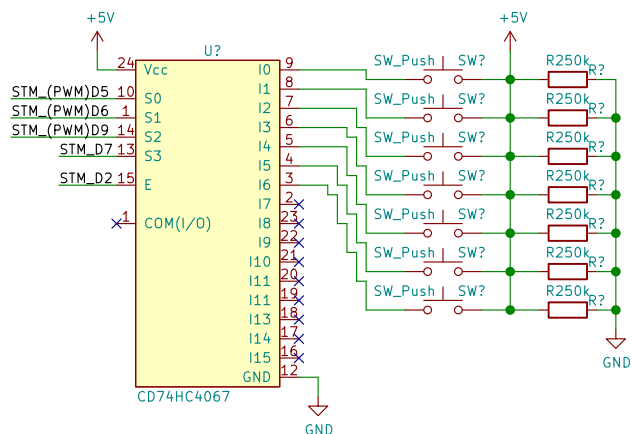 +5V
+5V
U?
24 Vcc
I0 9
SW_Push SW?
R250k R?
STM_(PWM)D5 10 S0
I1 8
SW_Push SW?
R250k R?
STM_(PWM)D6 1 S1
I2 7
SW_Push SW?
R250k R?
STM_(PWM)D9 14 S2
I3 6
SW_Push SW?
R250k R?
STM_D7 13 S3
I4 5
SW_Push SW?
R250k R?
I5 4
SW_Push SW?
R250k R?
STM_D2 15 E
I6 3
SW_Push SW?
R250k R?
I7 2
1 COM(I/O)
I8 23
I9 22
I10 21
I11 20
I11 19
I13 18
I14 17
I15 16
GND 12
CD74HC4067
GND
GND